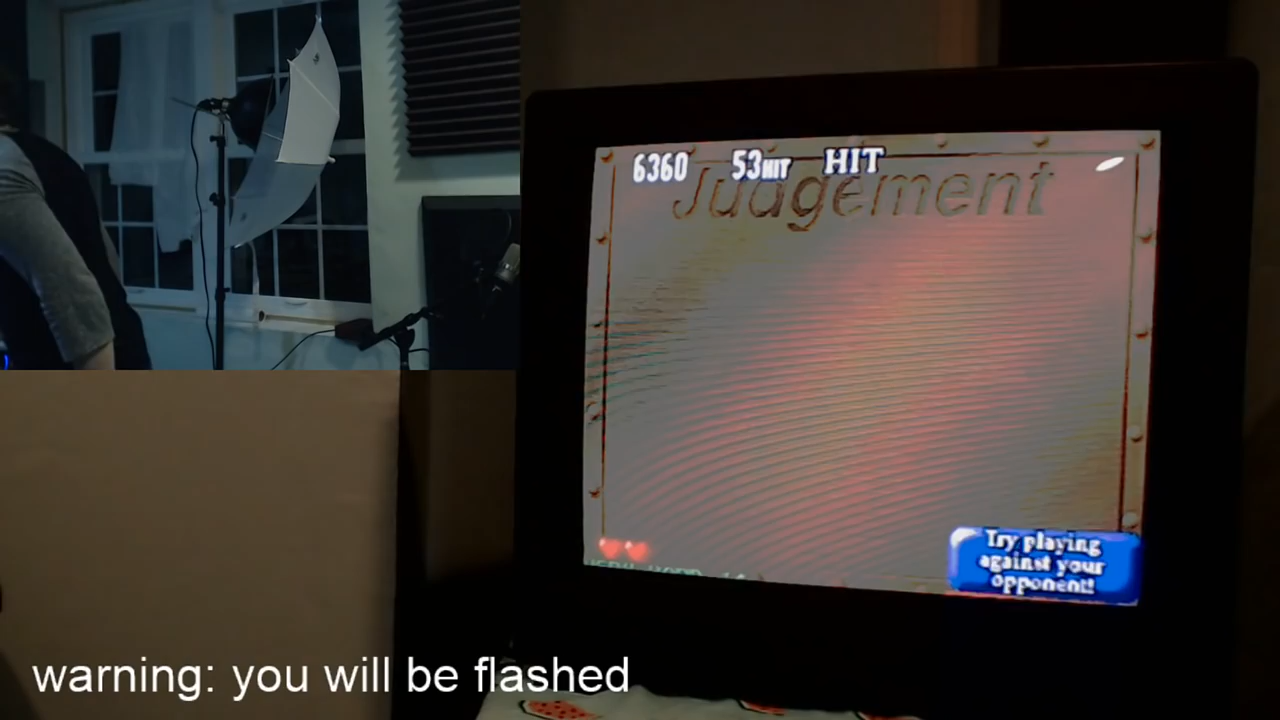 6360 53HIT HIT
Judgement
Try playing
against your
opponent!
warning: you will be flashed